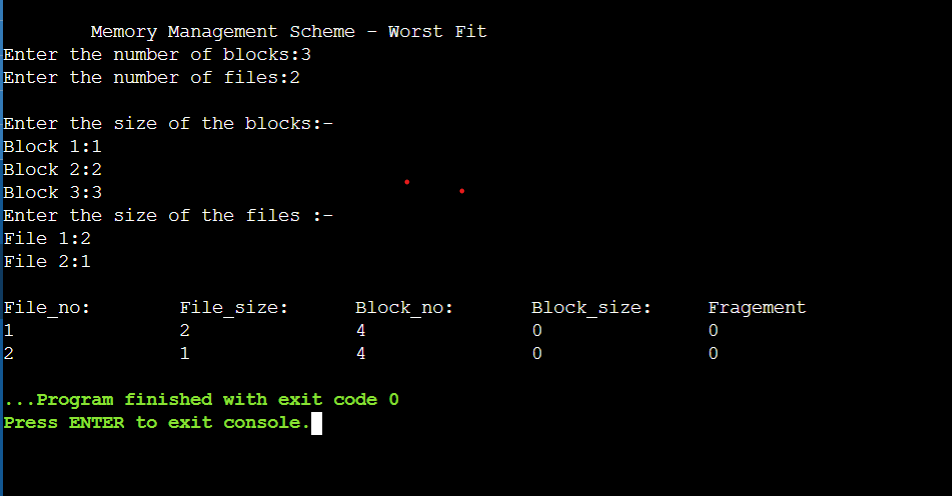 Memory Management Scheme - Worst Fit
Enter the number of blocks:3
Enter the number of files:2
Enter the size of the blocks:-
Block 1:1
Block 2:2
Block 3:3
Enter the size of the files :-
File 1:2
File 2:1
File_no: File_size: Block_no: Block_size: Fragement
1 2 4 0 0
2 1 4 0 0
...Program finished with exit code 0
Press ENTER to exit console.